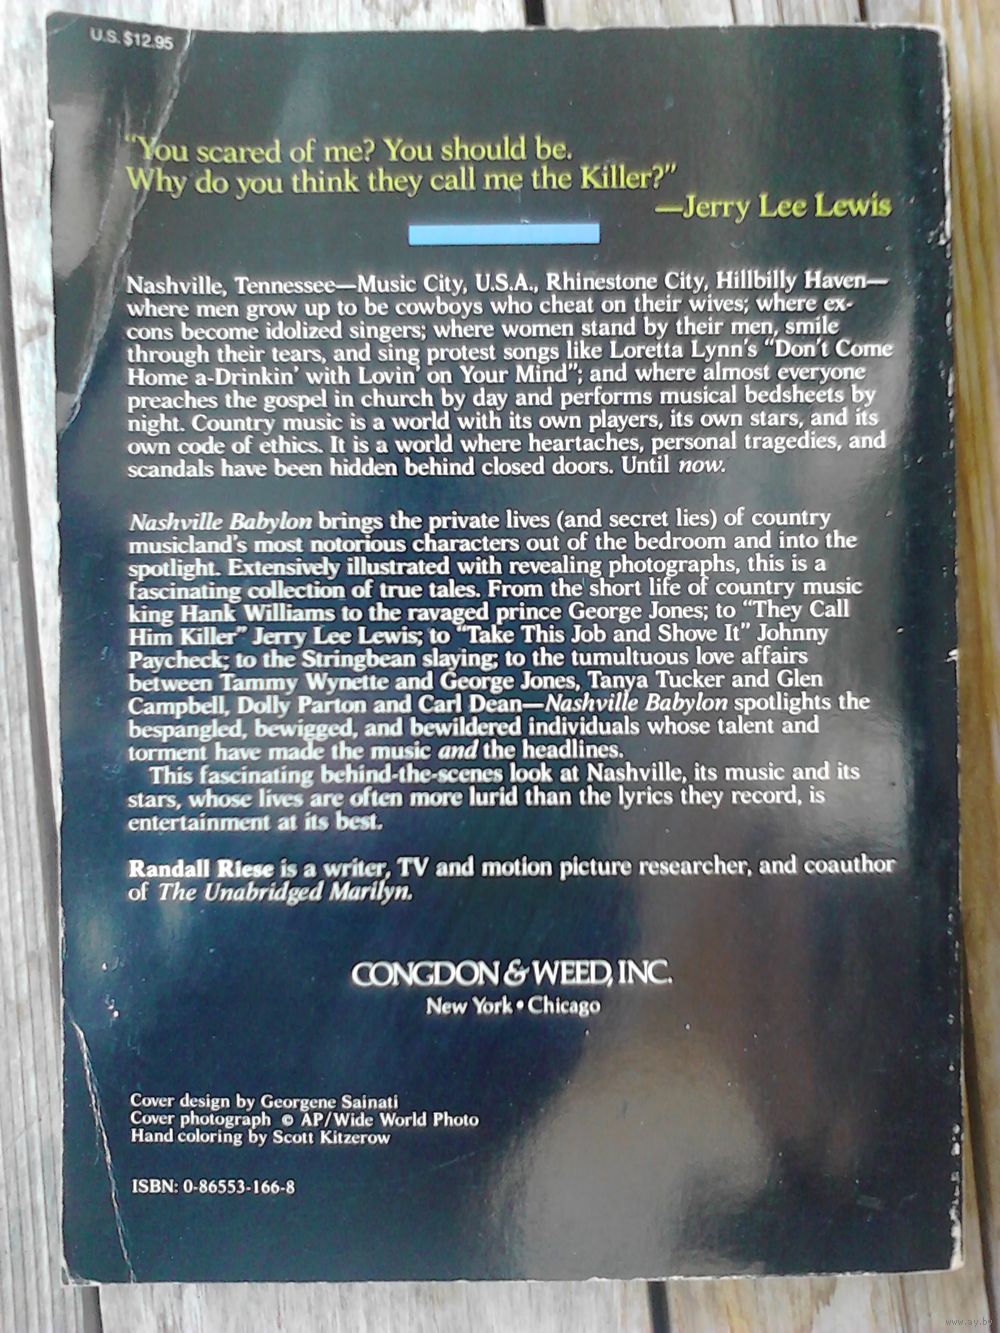 U.S. $12.95
“You scared of me? You should be.
Why do you think they call me the Killer?”
—Jerry Lee Lewis
Nashville, Tennessee—Music City, U.S.A., Rhinestone City, Hillbilly Haven—
where men grow up to be cowboys who cheat on their wives; where ex-
cons become idolized singers; where women stand by their men, smile
through their tears, and sing protest songs like Loretta Lynn’s “Don’t Come
Home a-Drinkin’ with Lovin’ on Your Mind”; and where almost everyone
preaches the gospel in church by day and performs musical bedsheets by
night. Country music is a world with its own players, its own stars, and its
own code of ethics. It is a world where heartaches, personal tragedies, and
scandals have been hidden behind closed doors. Until now.
Nashville Babylon brings the private lives (and secret lies) of country
musicland’s most notorious characters out of the bedroom and into the
spotlight. Extensively illustrated with revealing photographs, this is a
fascinating collection of true tales. From the short life of country music
king Hank Williams to the ravaged prince George Jones; to “They Call
Him Killer” Jerry Lee Lewis; to “Take This Job and Shove It” Johnny
Paycheck; to the Stringbean slaying; to the tumultuous love affairs
between Tammy Wynette and George Jones, Tanya Tucker and Glen
Campbell, Dolly Parton and Carl Dean—Nashville Babylon spotlights the
bespangled, bewigged, and bewildered individuals whose talent and
torment have made the music and the headlines.
This fascinating behind-the-scenes look at Nashville, its music and its
stars, whose lives are often more lurid than the lyrics they record, is
entertainment at its best.
Randall Riese is a writer, TV and motion picture researcher, and coauthor
of The Unabridged Marilyn.
CONGDON & WEED, INC.
New York • Chicago
Cover design by Georgene Sainati
Cover photograph © AP/Wide World Photo
Hand coloring by Scott Kitzerow
ISBN: 0-86553-166-8
www.ay.by